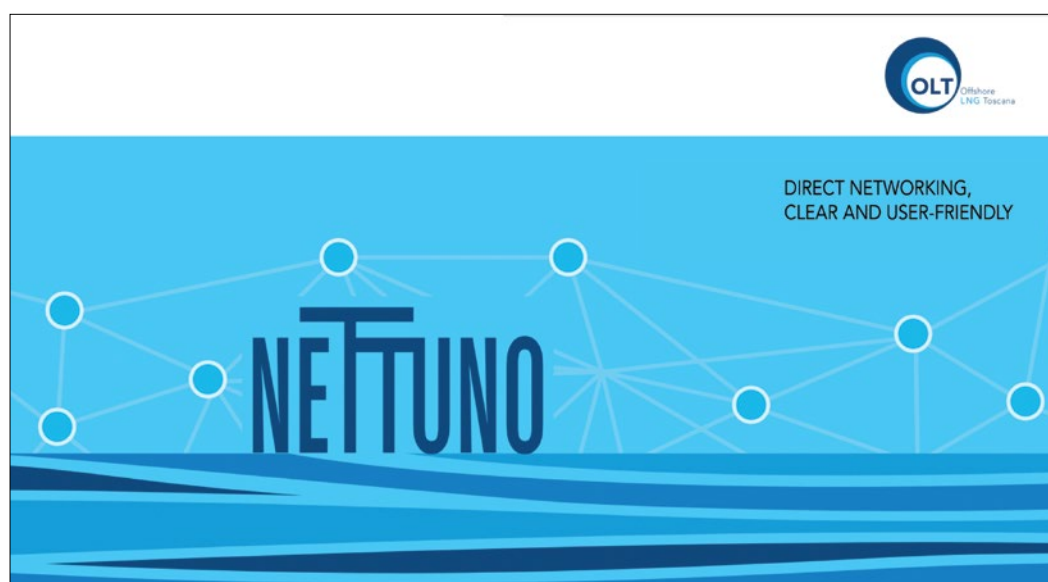 OLT
Offshore
LNG Toscana
DIRECT NETWORKING,
CLEAR AND USER-FRIENDLY
NETTUNO